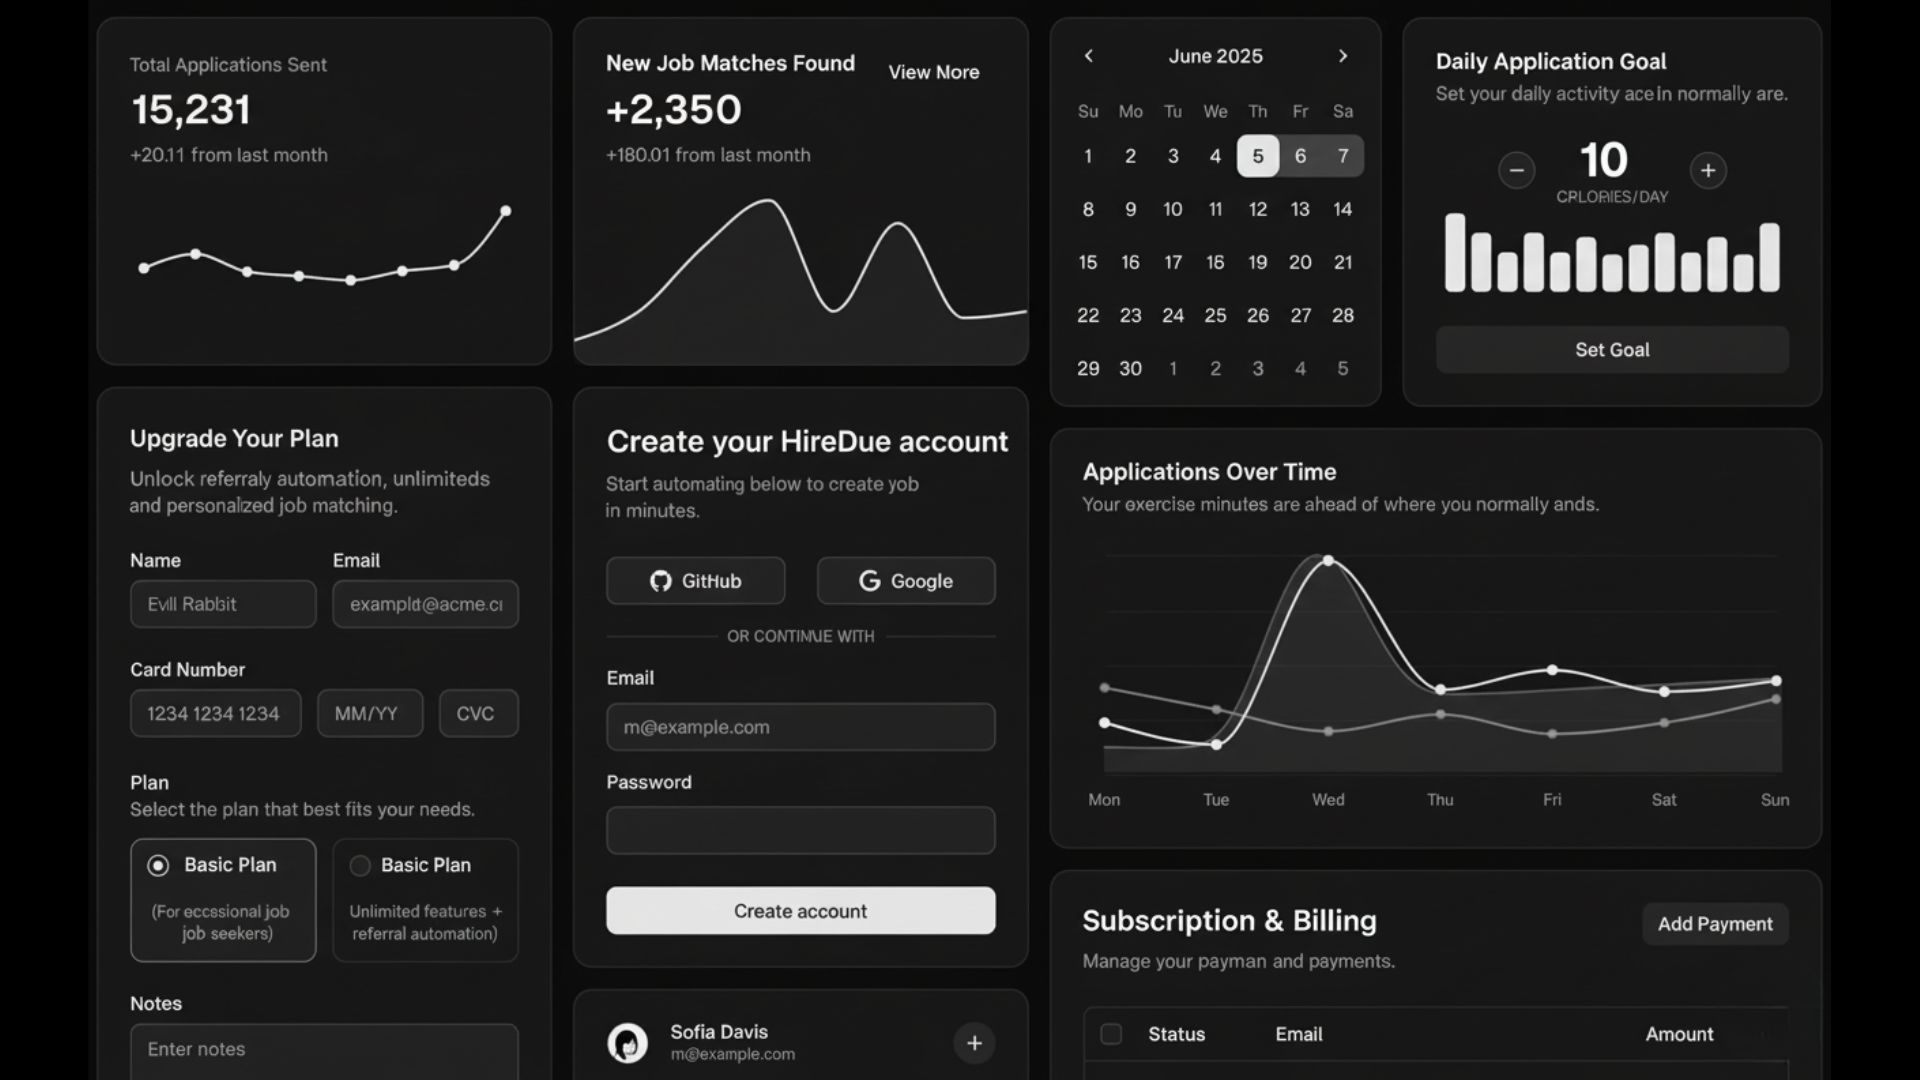 Total Applications Sent
15,231
+20.11 from last month
New Job Matches Found
View More
+2,350
+180.01 from last month
June 2025
Su Mo Tu We Th Fr Sa
1 2 3 4 5 6 7
8 9 10 11 12 13 14
15 16 17 16 19 20 21
22 23 24 25 26 27 28
29 30 1 2 3 4 5
Daily Application Goal
Set your daily activity ace in normally are.
10
CRLORIES/DAY
Set Goal
Upgrade Your Plan
Unlock referraly automation, unlimiteds
and personalized job matching.
Name Email
Evill Rabbit
Card Number
1234 1234 1234 MM/YY CVC
Plan
Select the plan that best fits your needs.
Basic Plan
(For eccssional job
job seekers)
Basic Plan
Unlimited features +
referral automation)
Notes
Enter notes
Create your HireDue account
Start automating below to create yob
in minutes.
GitHub Google
OR CONTINUE WITH
Email
m@example.com
Password
Create account
Sofia Davis
m@example.com
Applications Over Time
Your exercise minutes are ahead of where you normally ands.
Mon Tue Wed Thu Fri Sat Sun
Subscription & Billing
Add Payment
Manage your payman and payments.
Status Email Amount